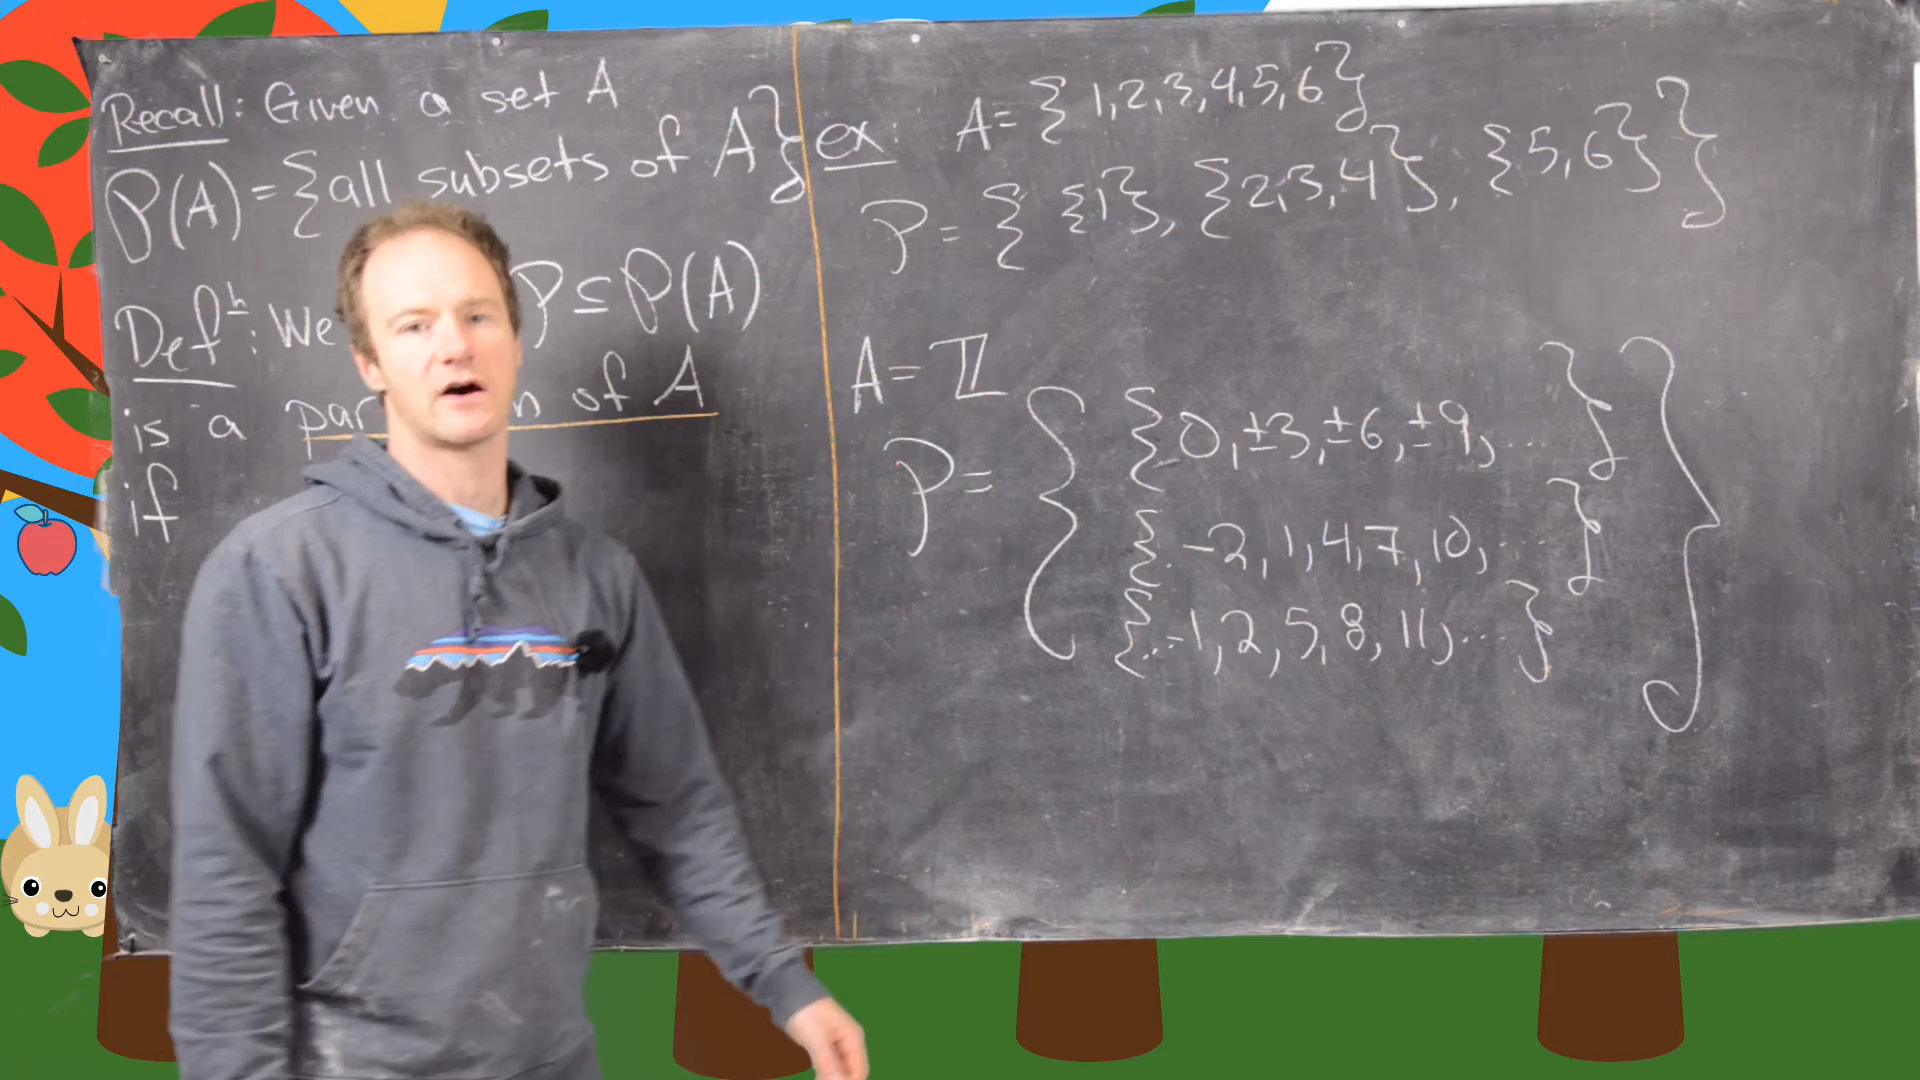 Recall: Given a set A
P(A) = {all subsets of A}
Defⁿ: We P ⊆ P(A)
is a par n of A
if
ex: A = {1,2,3,4,5,6}
P = { {1}, {2,3,4}, {5,6} }
A = ℤ
P = { {0, ±3, ±6, ±9, ... }
{. -2, 1, 4, 7, 10, ... }
{... -1, 2, 5, 8, 11, ... } }